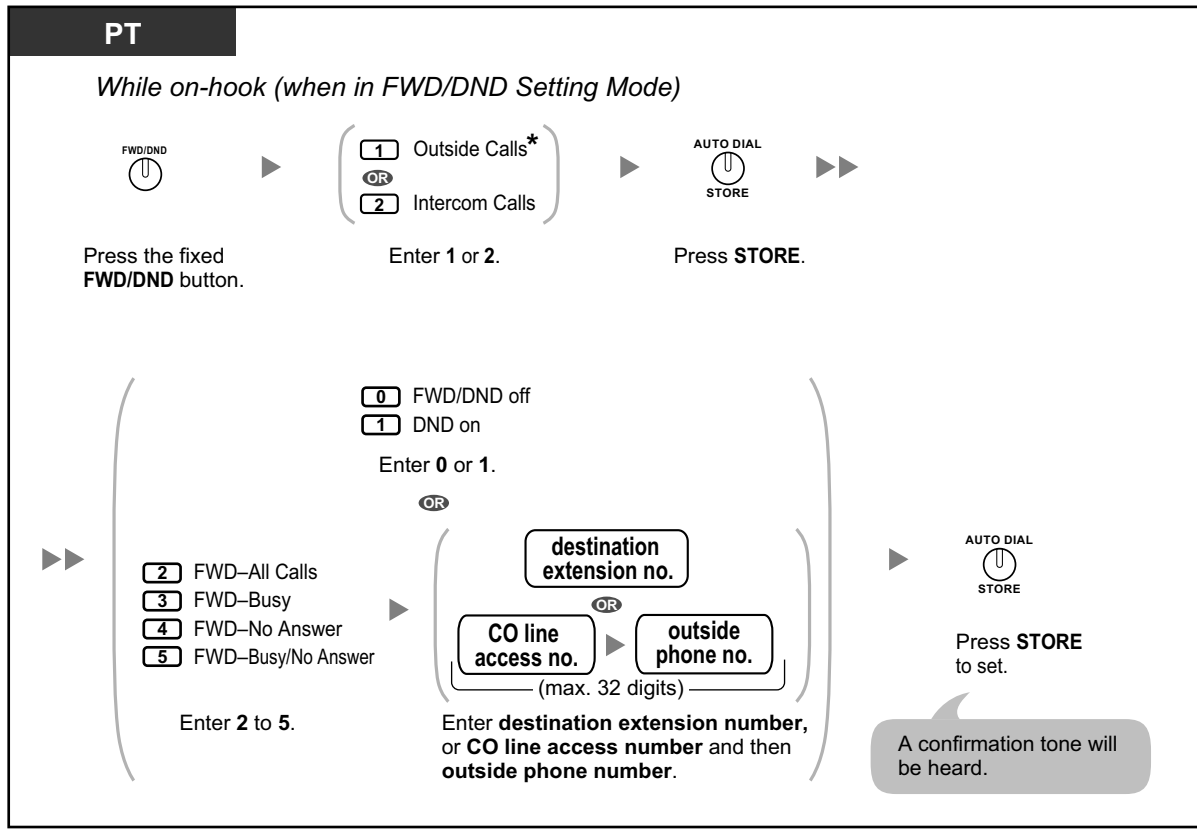 PT
While on-hook (when in FWD/DND Setting Mode)
FWD/DND
Press the fixed
FWD/DND button.
1 Outside Calls*
OR
2 Intercom Calls
Enter 1 or 2.
AUTO DIAL
STORE
Press STORE.
0 FWD/DND off
1 DND on
Enter 0 or 1.
OR
2 FWD–All Calls
3 FWD–Busy
4 FWD–No Answer
5 FWD–Busy/No Answer
Enter 2 to 5.
destination
extension no.
OR
CO line
access no.
outside
phone no.
(max. 32 digits)
Enter destination extension number,
or CO line access number and then
outside phone number.
AUTO DIAL
STORE
Press STORE
to set.
A confirmation tone will
be heard.